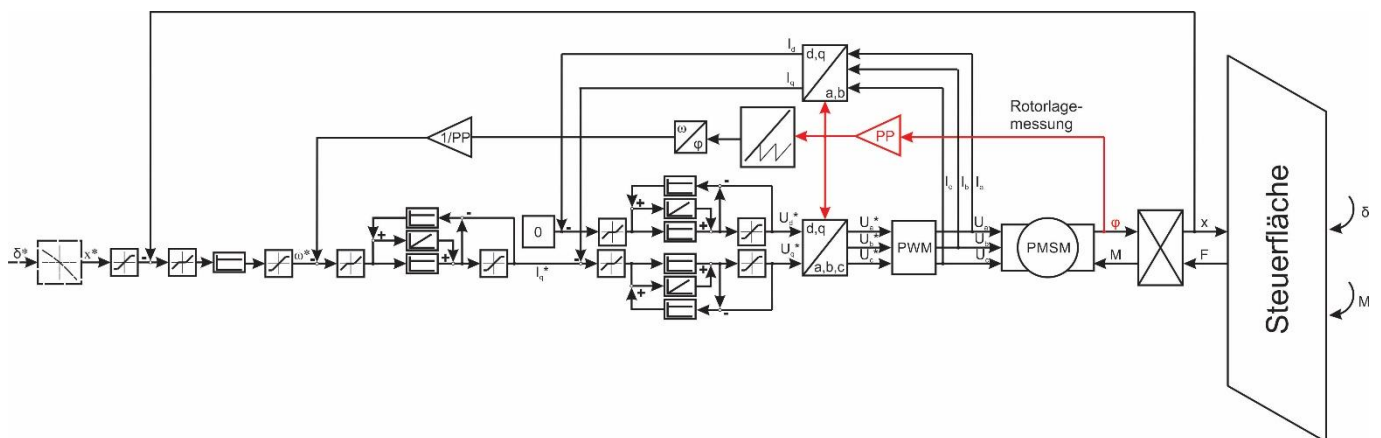 I_d
d,q
I_q
a,b
Rotorlage-
messung
1/PP
ω
φ
PP
I_c I_b I_a
Steuerfläche
δ
M
δ*
x*
-
ω*
-
+
-
+
I_q*
0
-
-
+
-
+
U_d*
U_q*
+
+
-
d,q
a,b,c
U_a*
U_b*
U_c*
PWM
U_a
U_b
U_c
PMSM
φ
M
x
F